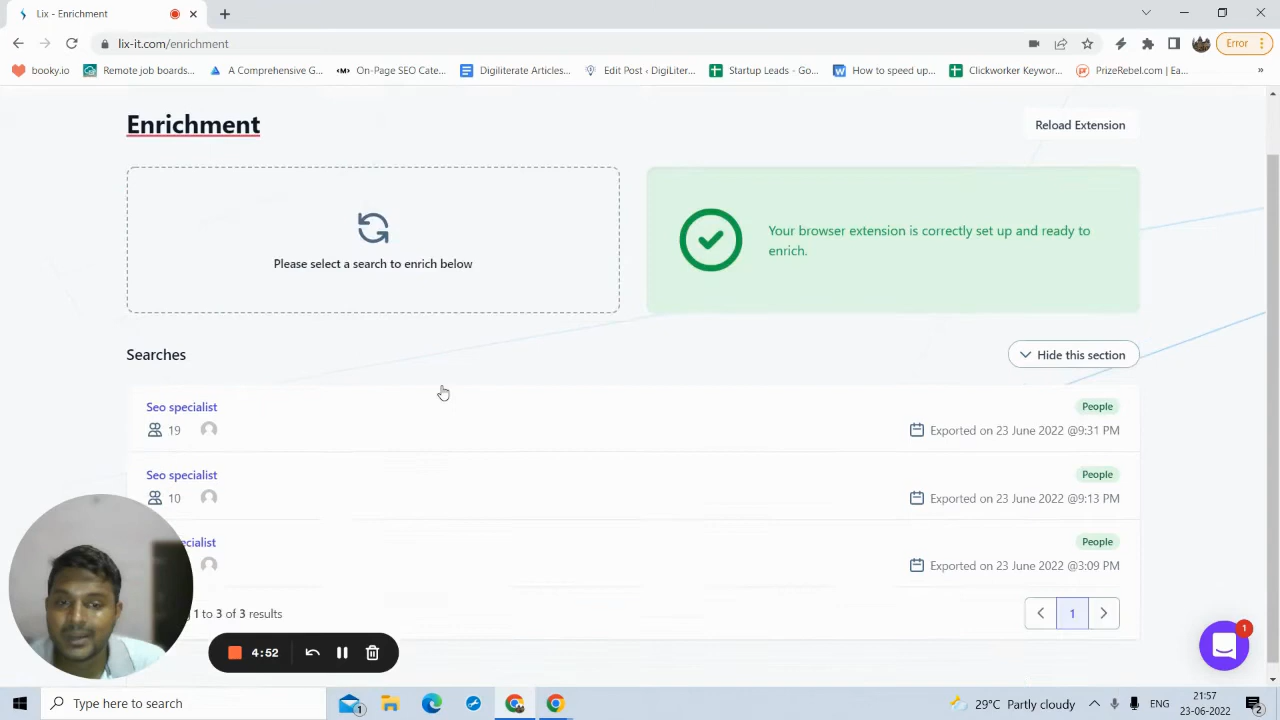 Lix - Enrichment
lix-it.com/enrichment
Error
booky.io
Remote job boards...
A Comprehensive G...
On-Page SEO Cate...
Digiliterate Articles...
Edit Post ‹ DigiLiter...
Startup Leads - Go...
How to speed up...
Clickworker Keywor...
PrizeRebel.com | Ea...
»
Enrichment
Reload Extension
Please select a search to enrich below
Your browser extension is correctly set up and ready to
enrich.
Searches
Hide this section
Seo specialist
People
19
Exported on 23 June 2022 @9:31 PM
Seo specialist
People
10
Exported on 23 June 2022 @9:13 PM
specialist
People
Exported on 23 June 2022 @3:09 PM
1 to 3 of 3 results
1
4:52
1
Type here to search
29°C Partly cloudy
ENG
21:57
23-06-2022
2